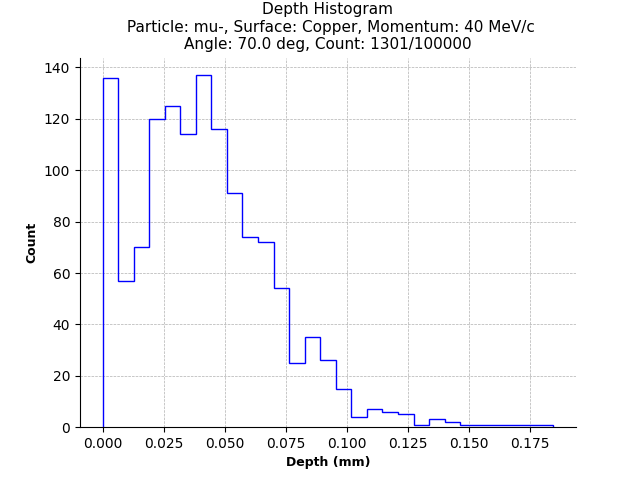 Depth Histogram
Particle: mu-, Surface: Copper, Momentum: 40 MeV/c
Angle: 70.0 deg, Count: 1301/100000
140
120
100
80
60
40
20
0
Count
0.000 0.025 0.050 0.075 0.100 0.125 0.150 0.175
Depth (mm)